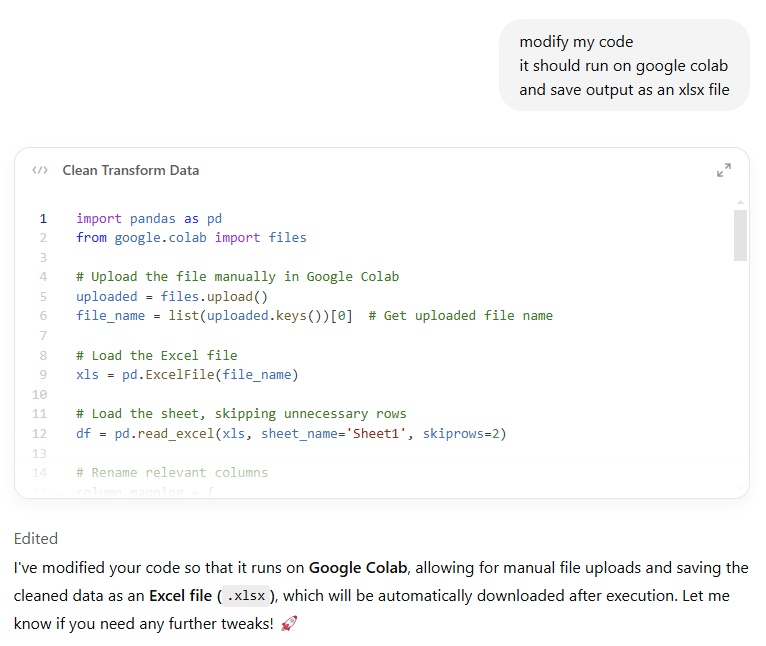 modify my code
it should run on google colab
and save output as an xlsx file
</> Clean Transform Data
1 import pandas as pd
2 from google.colab import files
3
4 # Upload the file manually in Google Colab
5 uploaded = files.upload()
6 file_name = list(uploaded.keys())[0]  # Get uploaded file name
7
8 # Load the Excel file
9 xls = pd.ExcelFile(file_name)
10
11 # Load the sheet, skipping unnecessary rows
12 df = pd.read_excel(xls, sheet_name='Sheet1', skiprows=2)
13
14 # Rename relevant columns
15 column_mapping = {
Edited
I've modified your code so that it runs on Google Colab, allowing for manual file uploads and saving the
cleaned data as an Excel file ( .xlsx ), which will be automatically downloaded after execution. Let me
know if you need any further tweaks! 🚀